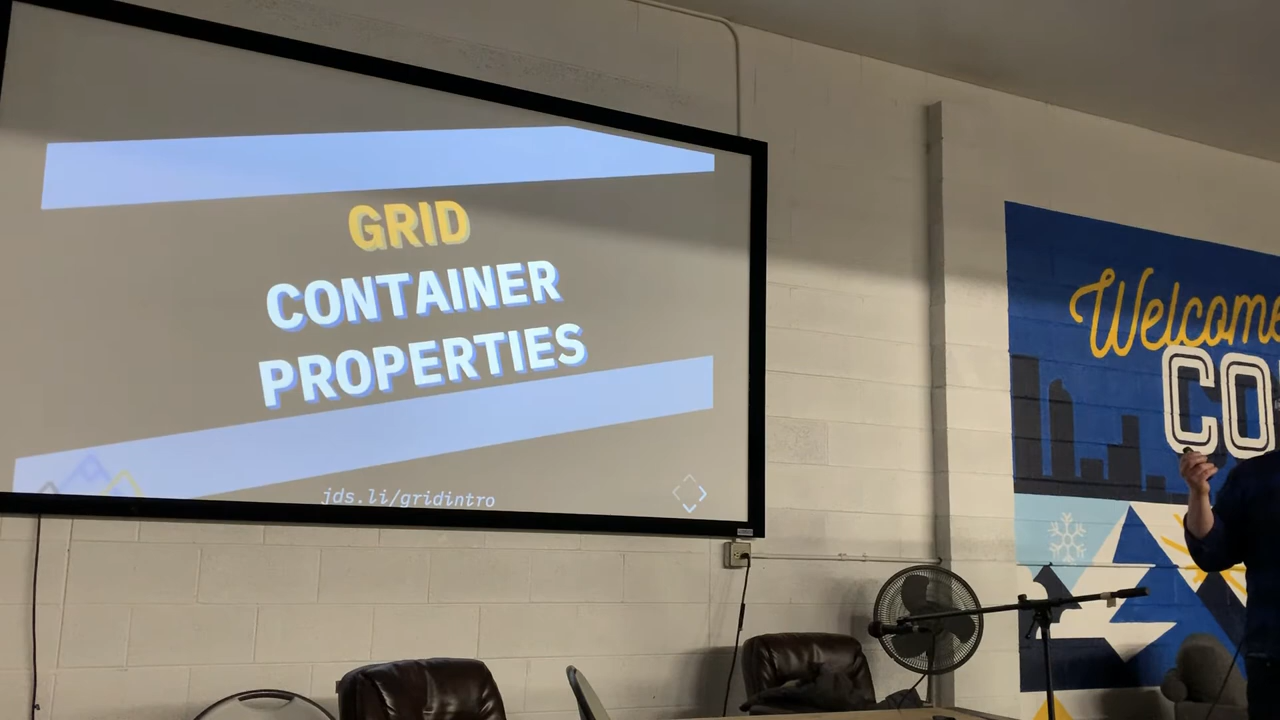 GRID
CONTAINER
PROPERTIES
jds.li/gridintro
Welcome
CO